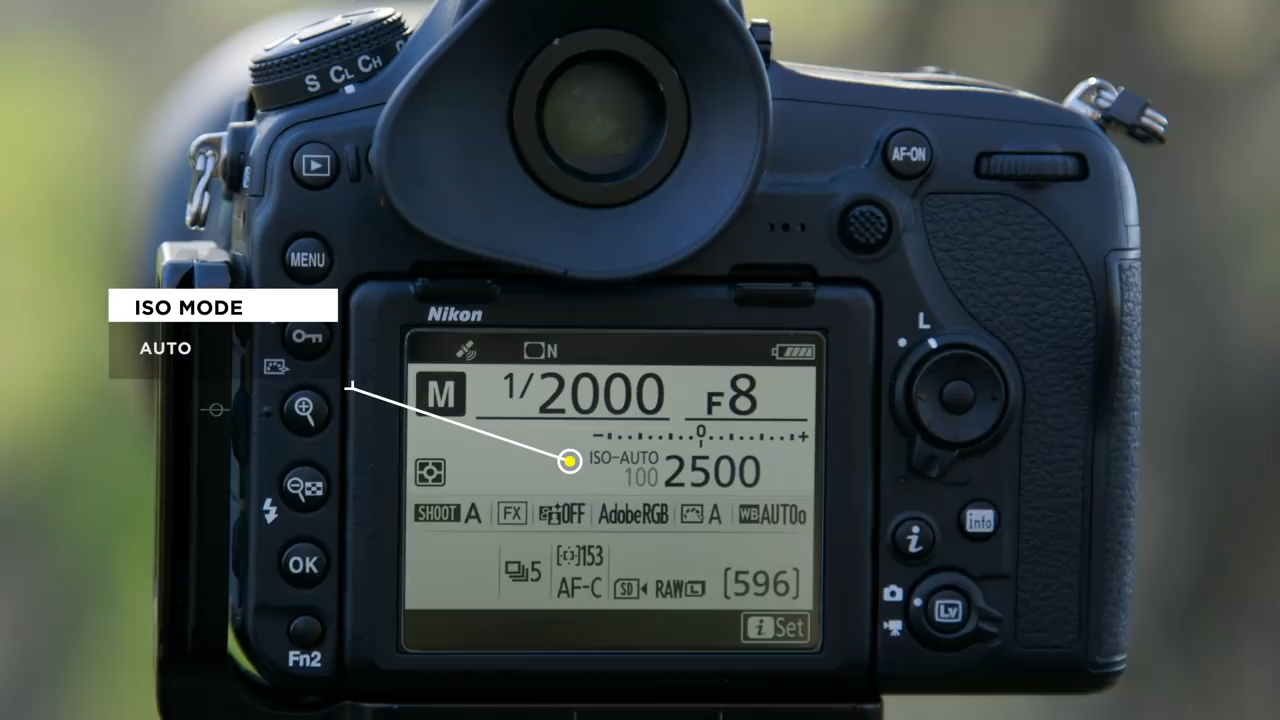 S CL CH
AF-ON
MENU
ISO MODE
AUTO
Nikon
L
N
M 1/2000 F8
- 0 +
ISO-AUTO
100 2500
SHOOT A FX OFF AdobeRGB A WB AUTO0
info
i
5 [ ]153
AF-C SD RAW L [596]
OK
Lv
i Set
Fn2